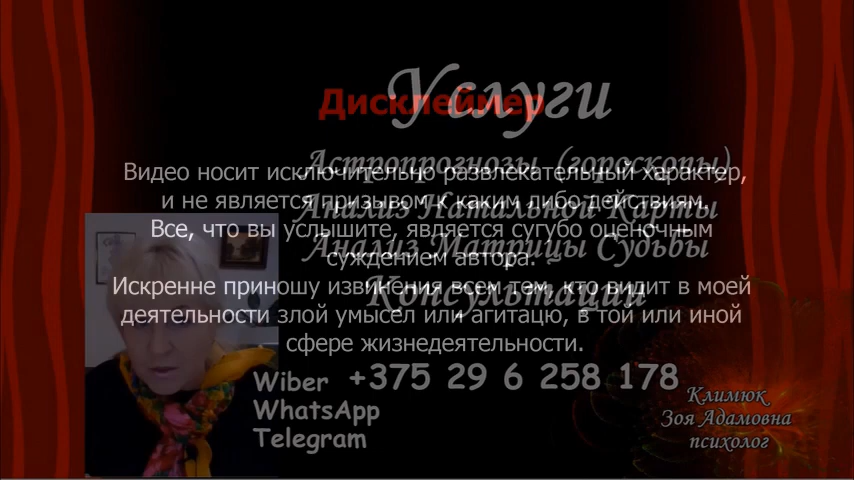 Услуги
Дисклеймер
Астропрогнозы (гороскопы)
Анализ Натальной Карты
Анализ Матрицы Судьбы
Консультации
Видео носит исключительно развлекательный характер,
и не является призывом к каким либо действиям.
Все, что вы услышите, является сугубо оценочным
суждением автора.
Искренне приношу извинения всем тем, кто видит в моей
деятельности злой умысел или агитацю, в той или иной
сфере жизнедеятельности.
Wiber +375 29 6 258 178
WhatsApp
Telegram
Климюк
Зоя Адамовна
психолог